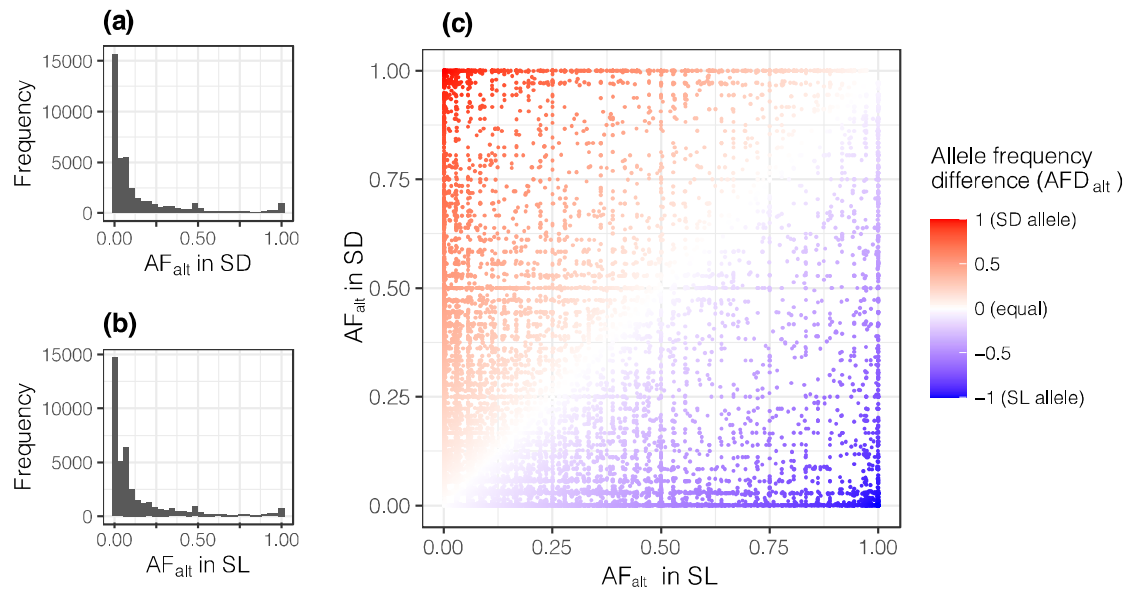 (a)
15000
10000
5000
0
Frequency
0.00 0.50 1.00
AFalt in SD
(b)
15000
10000
5000
0
Frequency
0.00 0.50 1.00
AFalt in SL
(c)
1.00
0.75
0.50
0.25
0.00
AFalt in SD
0.00 0.25 0.50 0.75 1.00
AFalt in SL
Allele frequency
difference (AFDalt )
1 (SD allele)
0.5
0 (equal)
−0.5
−1 (SL allele)